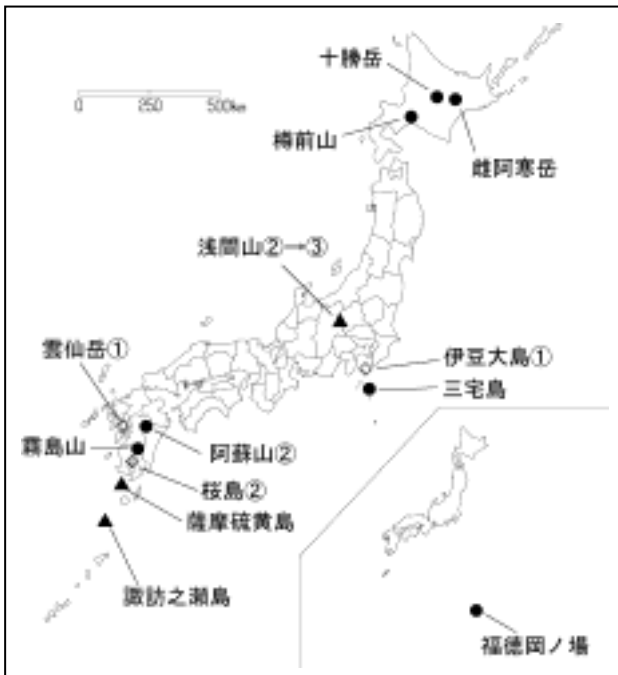 十勝岳
0 250 500km
樽前山
雌阿寒岳
浅間山②→③
雲仙岳①
伊豆大島①
三宅島
霧島山
阿蘇山②
桜島②
薩摩硫黄島
諏訪之瀬島
福徳岡ノ場